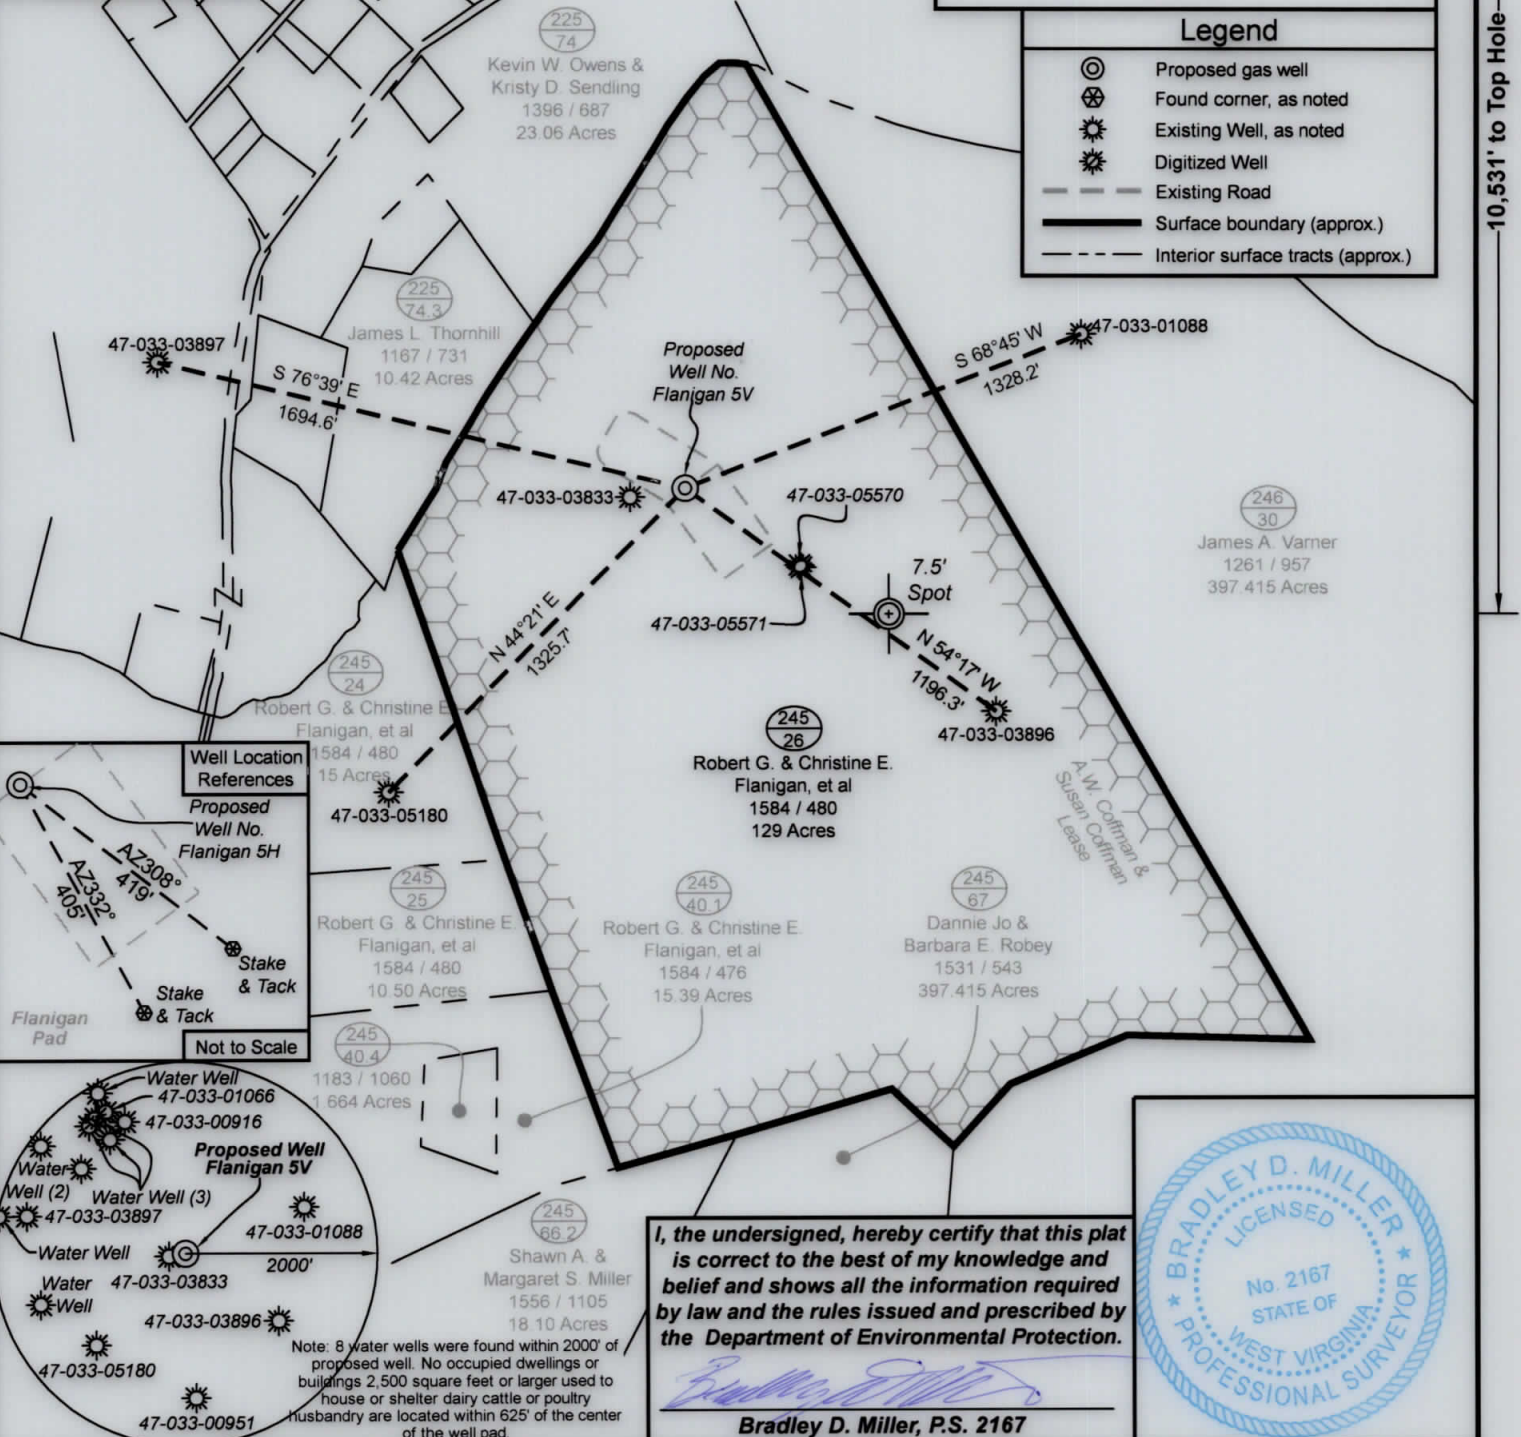 225
74
Kevin W. Owens &
Kristy D. Sendling
1396 / 687
23.06 Acres
Legend
Proposed gas well
Found corner, as noted
Existing Well, as noted
Digitized Well
Existing Road
Surface boundary (approx.)
Interior surface tracts (approx.)
10,531' to Top Hole
225
74.3
James L. Thornhill
1167 / 731
10.42 Acres
47-033-03897
S 76°39' E
1694.6'
Proposed
Well No.
Flanigan 5V
S 68°45' W
1328.2'
47-033-01088
47-033-03833
47-033-05570
47-033-05571
7.5'
Spot
246
30
James A. Varner
1261 / 957
397.415 Acres
N 44°21' E
1325.7'
N 54°17' W
1196.3'
47-033-03896
245
24
Robert G. & Christine E
Flanigan, et al
1584 / 480
15 Acres
47-033-05180
245
26
Robert G. & Christine E.
Flanigan, et al
1584 / 480
129 Acres
A.W. Coffman &
Susan Coffman
Lease
Well Location
References
Proposed
Well No.
Flanigan 5H
AZ308°
419'
AZ332°
405'
Stake
& Tack
Stake
& Tack
Flanigan
Pad
Not to Scale
245
25
Robert G. & Christine E.
Flanigan, et al
1584 / 480
10.50 Acres
245
40.1
Robert G. & Christine E.
Flanigan, et al
1584 / 476
15.39 Acres
245
67
Dannie Jo &
Barbara E. Robey
1531 / 543
397.415 Acres
245
40.4
1183 / 1060
1.664 Acres
Water Well
47-033-01066
47-033-00916
Proposed Well
Flanigan 5V
Water
Well (2)
Water Well (3)
47-033-03897
47-033-01088
Water Well
2000'
47-033-03833
Water
Well
47-033-03896
47-033-05180
47-033-00951
245
66.2
Shawn A. &
Margaret S. Miller
1556 / 1105
18.10 Acres
Note: 8 water wells were found within 2000' of
proposed well. No occupied dwellings or
buildings 2,500 square feet or larger used to
house or shelter dairy cattle or poultry
husbandry are located within 625' of the center
of the well pad.
I, the undersigned, hereby certify that this plat
is correct to the best of my knowledge and
belief and shows all the information required
by law and the rules issued and prescribed by
the Department of Environmental Protection.
Bradley D. Miller, P.S. 2167
BRADLEY D. MILLER
LICENSED
No. 2167
STATE OF
WEST VIRGINIA
PROFESSIONAL SURVEYOR